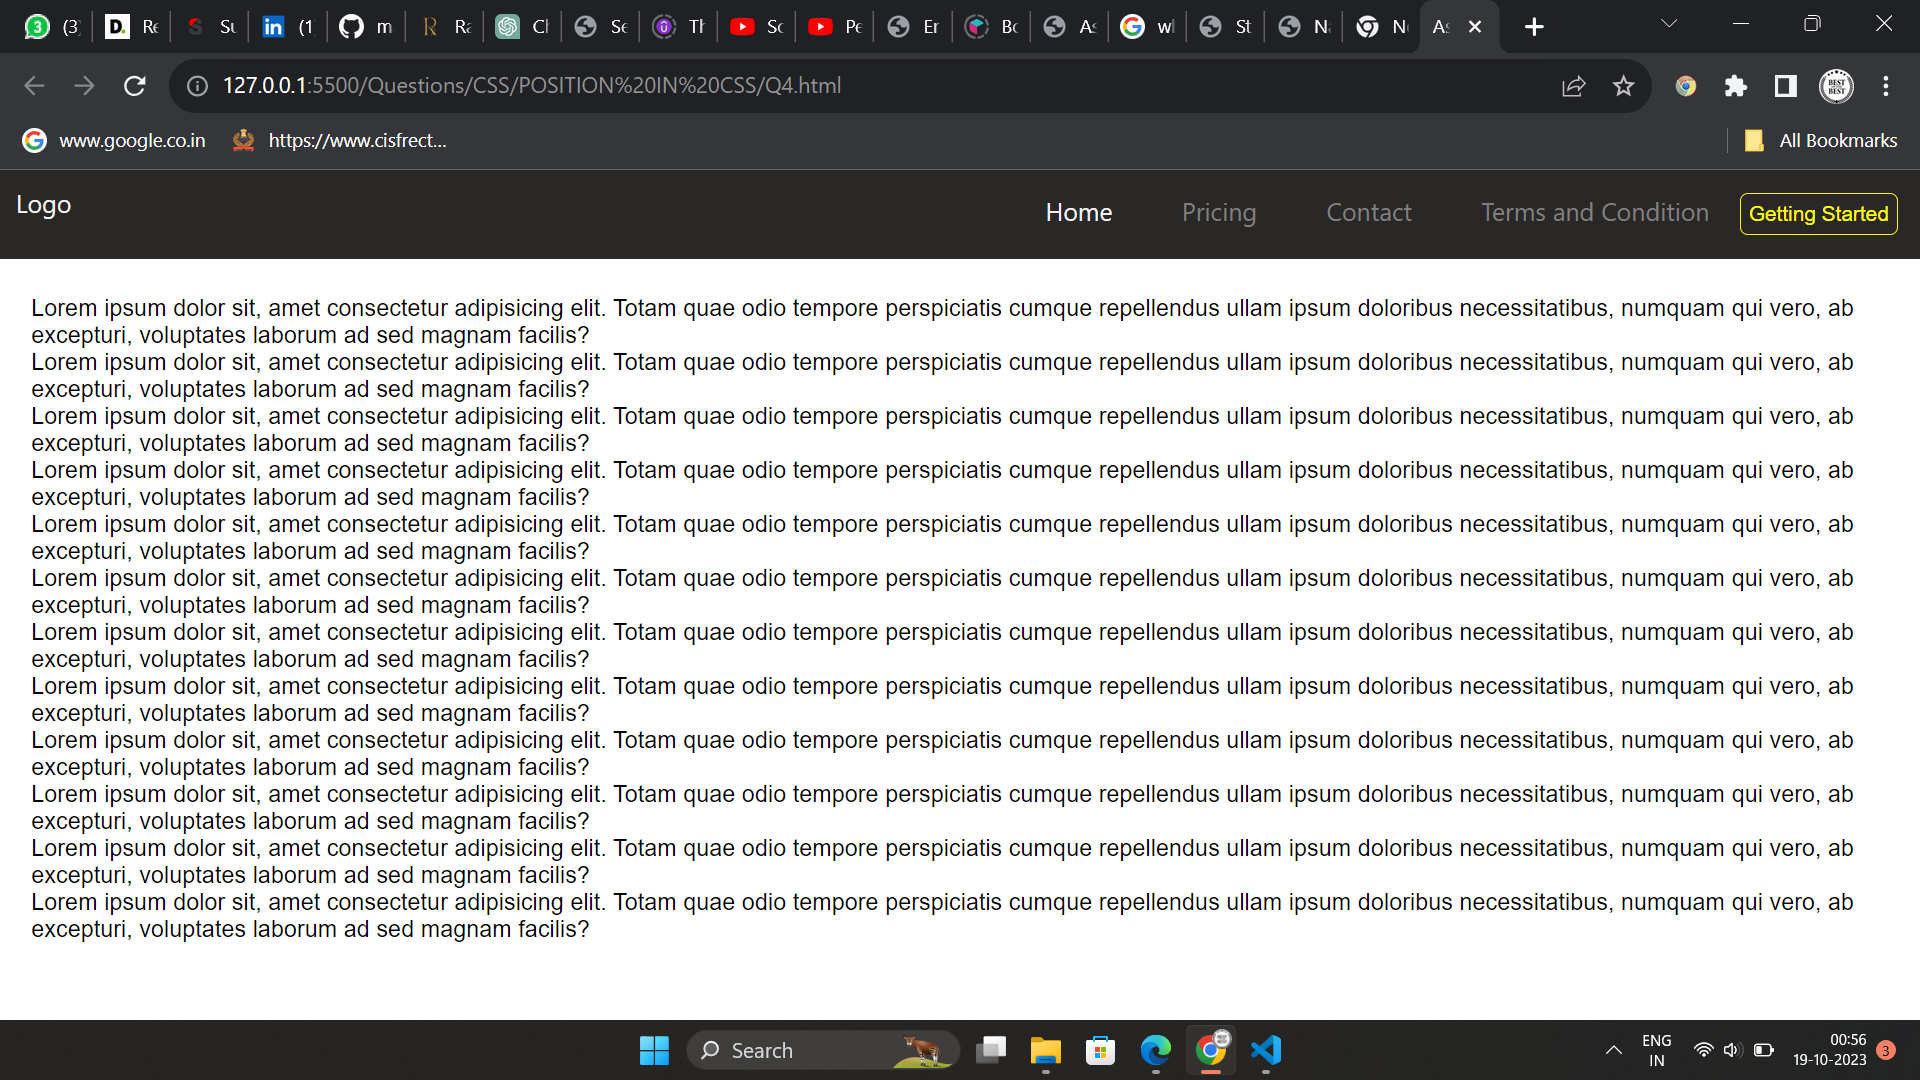 (3
Re
Su
(1
m
Ra
Ch
Se
Th
Sc
Pe
Er
Bo
As
wl
St
N
N
As
127.0.0.1:5500/Questions/CSS/POSITION%20IN%20CSS/Q4.html
www.google.co.in
https://www.cisfrect...
All Bookmarks
Logo
Home
Pricing
Contact
Terms and Condition
Getting Started
Lorem ipsum dolor sit, amet consectetur adipisicing elit. Totam quae odio tempore perspiciatis cumque repellendus ullam ipsum doloribus necessitatibus, numquam qui vero, ab
excepturi, voluptates laborum ad sed magnam facilis?
Lorem ipsum dolor sit, amet consectetur adipisicing elit. Totam quae odio tempore perspiciatis cumque repellendus ullam ipsum doloribus necessitatibus, numquam qui vero, ab
excepturi, voluptates laborum ad sed magnam facilis?
Lorem ipsum dolor sit, amet consectetur adipisicing elit. Totam quae odio tempore perspiciatis cumque repellendus ullam ipsum doloribus necessitatibus, numquam qui vero, ab
excepturi, voluptates laborum ad sed magnam facilis?
Lorem ipsum dolor sit, amet consectetur adipisicing elit. Totam quae odio tempore perspiciatis cumque repellendus ullam ipsum doloribus necessitatibus, numquam qui vero, ab
excepturi, voluptates laborum ad sed magnam facilis?
Lorem ipsum dolor sit, amet consectetur adipisicing elit. Totam quae odio tempore perspiciatis cumque repellendus ullam ipsum doloribus necessitatibus, numquam qui vero, ab
excepturi, voluptates laborum ad sed magnam facilis?
Lorem ipsum dolor sit, amet consectetur adipisicing elit. Totam quae odio tempore perspiciatis cumque repellendus ullam ipsum doloribus necessitatibus, numquam qui vero, ab
excepturi, voluptates laborum ad sed magnam facilis?
Lorem ipsum dolor sit, amet consectetur adipisicing elit. Totam quae odio tempore perspiciatis cumque repellendus ullam ipsum doloribus necessitatibus, numquam qui vero, ab
excepturi, voluptates laborum ad sed magnam facilis?
Lorem ipsum dolor sit, amet consectetur adipisicing elit. Totam quae odio tempore perspiciatis cumque repellendus ullam ipsum doloribus necessitatibus, numquam qui vero, ab
excepturi, voluptates laborum ad sed magnam facilis?
Lorem ipsum dolor sit, amet consectetur adipisicing elit. Totam quae odio tempore perspiciatis cumque repellendus ullam ipsum doloribus necessitatibus, numquam qui vero, ab
excepturi, voluptates laborum ad sed magnam facilis?
Lorem ipsum dolor sit, amet consectetur adipisicing elit. Totam quae odio tempore perspiciatis cumque repellendus ullam ipsum doloribus necessitatibus, numquam qui vero, ab
excepturi, voluptates laborum ad sed magnam facilis?
Lorem ipsum dolor sit, amet consectetur adipisicing elit. Totam quae odio tempore perspiciatis cumque repellendus ullam ipsum doloribus necessitatibus, numquam qui vero, ab
excepturi, voluptates laborum ad sed magnam facilis?
Lorem ipsum dolor sit, amet consectetur adipisicing elit. Totam quae odio tempore perspiciatis cumque repellendus ullam ipsum doloribus necessitatibus, numquam qui vero, ab
excepturi, voluptates laborum ad sed magnam facilis?
Search
ENG
IN
00:56
19-10-2023
3